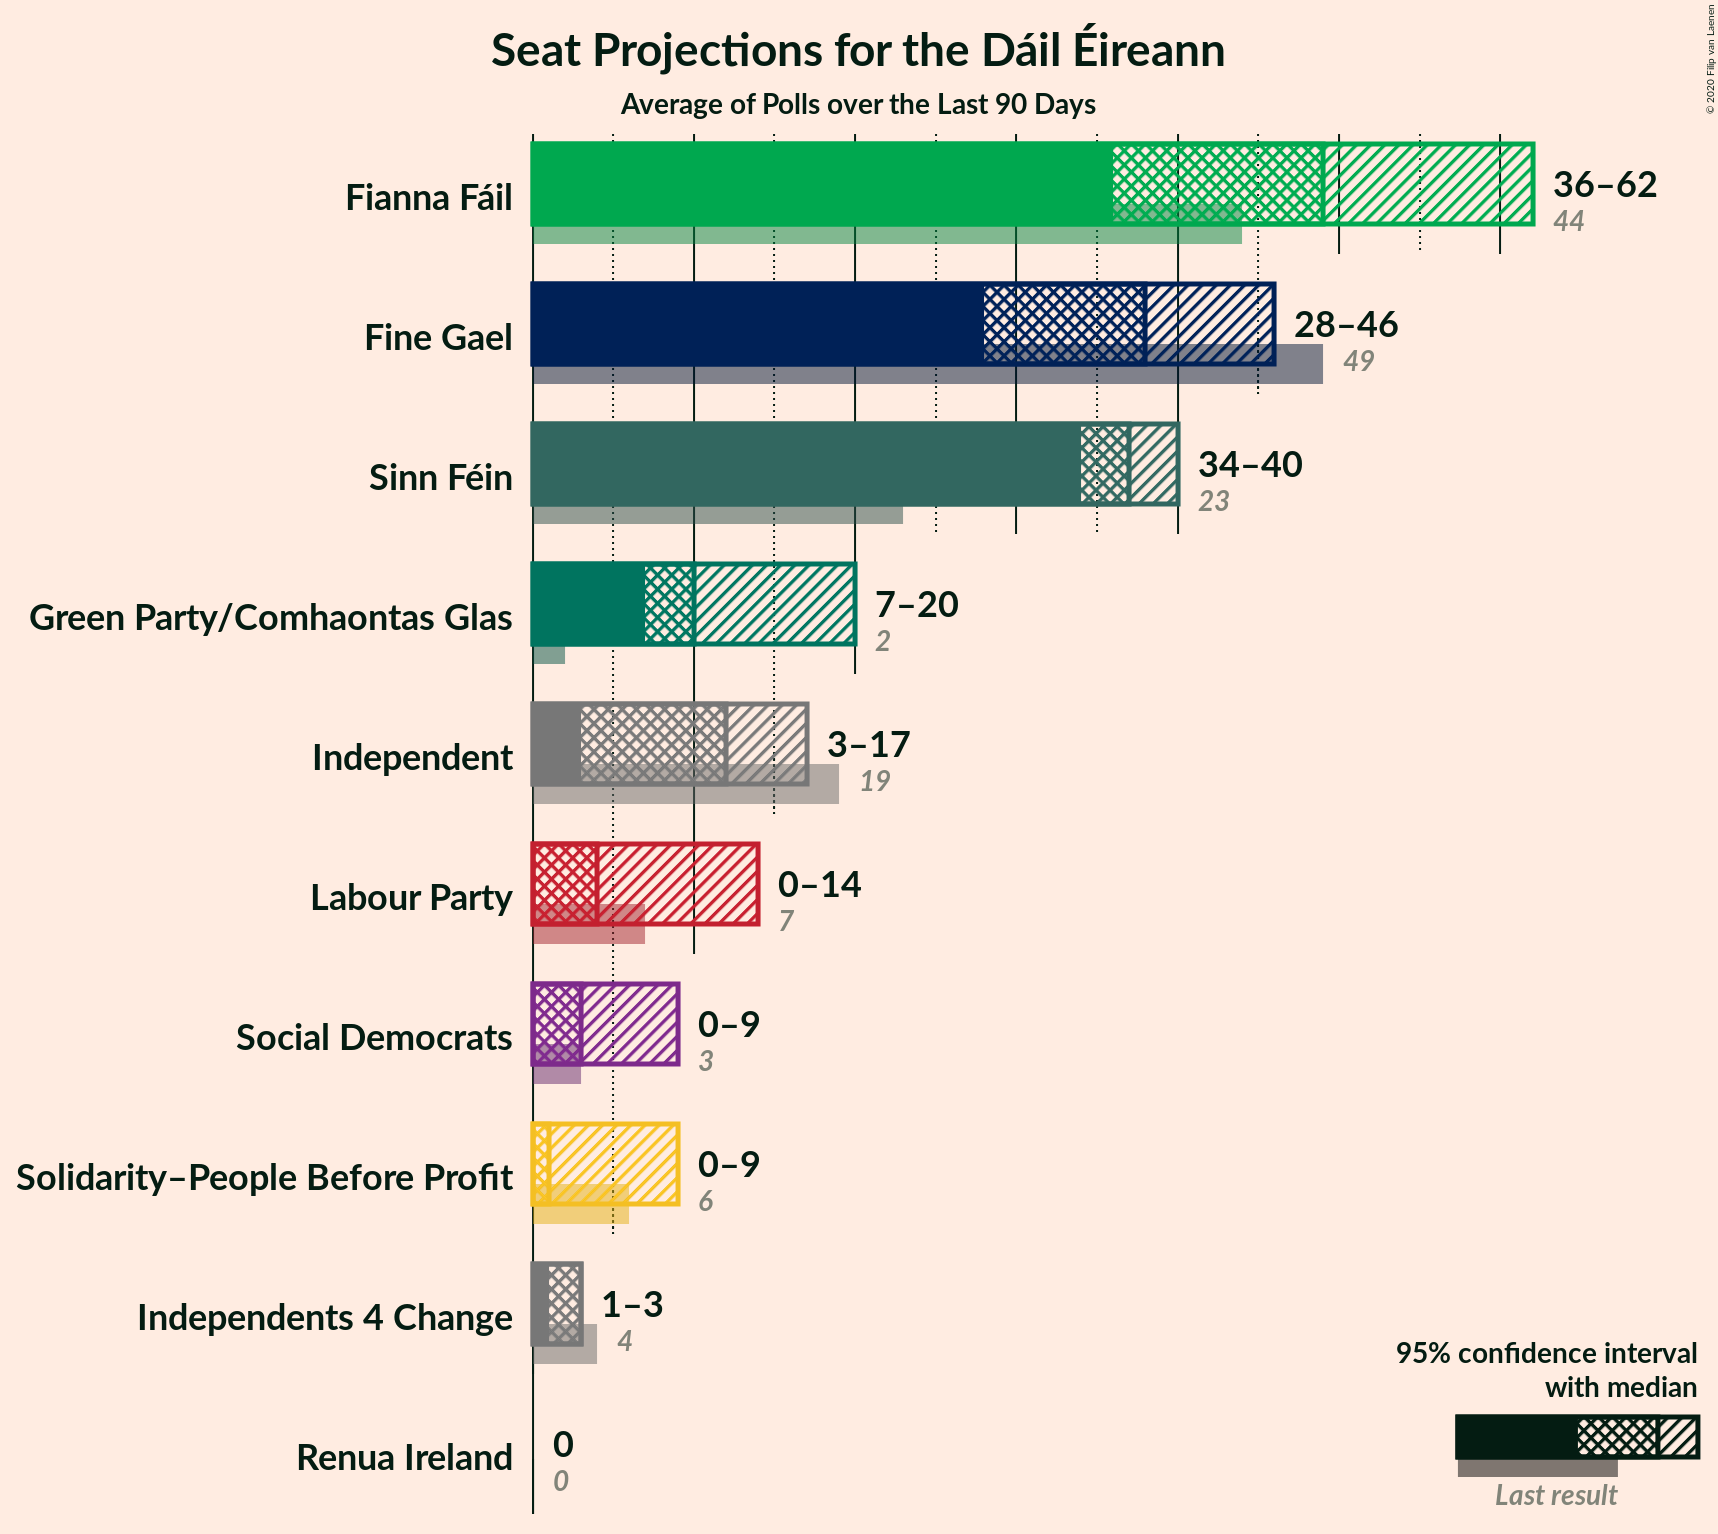 Seat Projections for the Dáil Éireann
Average of Polls over the Last 90 Days
© 2020 Filip van Laenen
Fianna Fáil
36–62
44
Fine Gael
28–46
49
Sinn Féin
34–40
23
Green Party/Comhaontas Glas
7–20
2
Independent
3–17
19
Labour Party
0–14
7
Social Democrats
0–9
3
Solidarity–People Before Profit
0–9
6
Independents 4 Change
1–3
4
Renua Ireland
0
0
95% confidence interval
with median
Last result